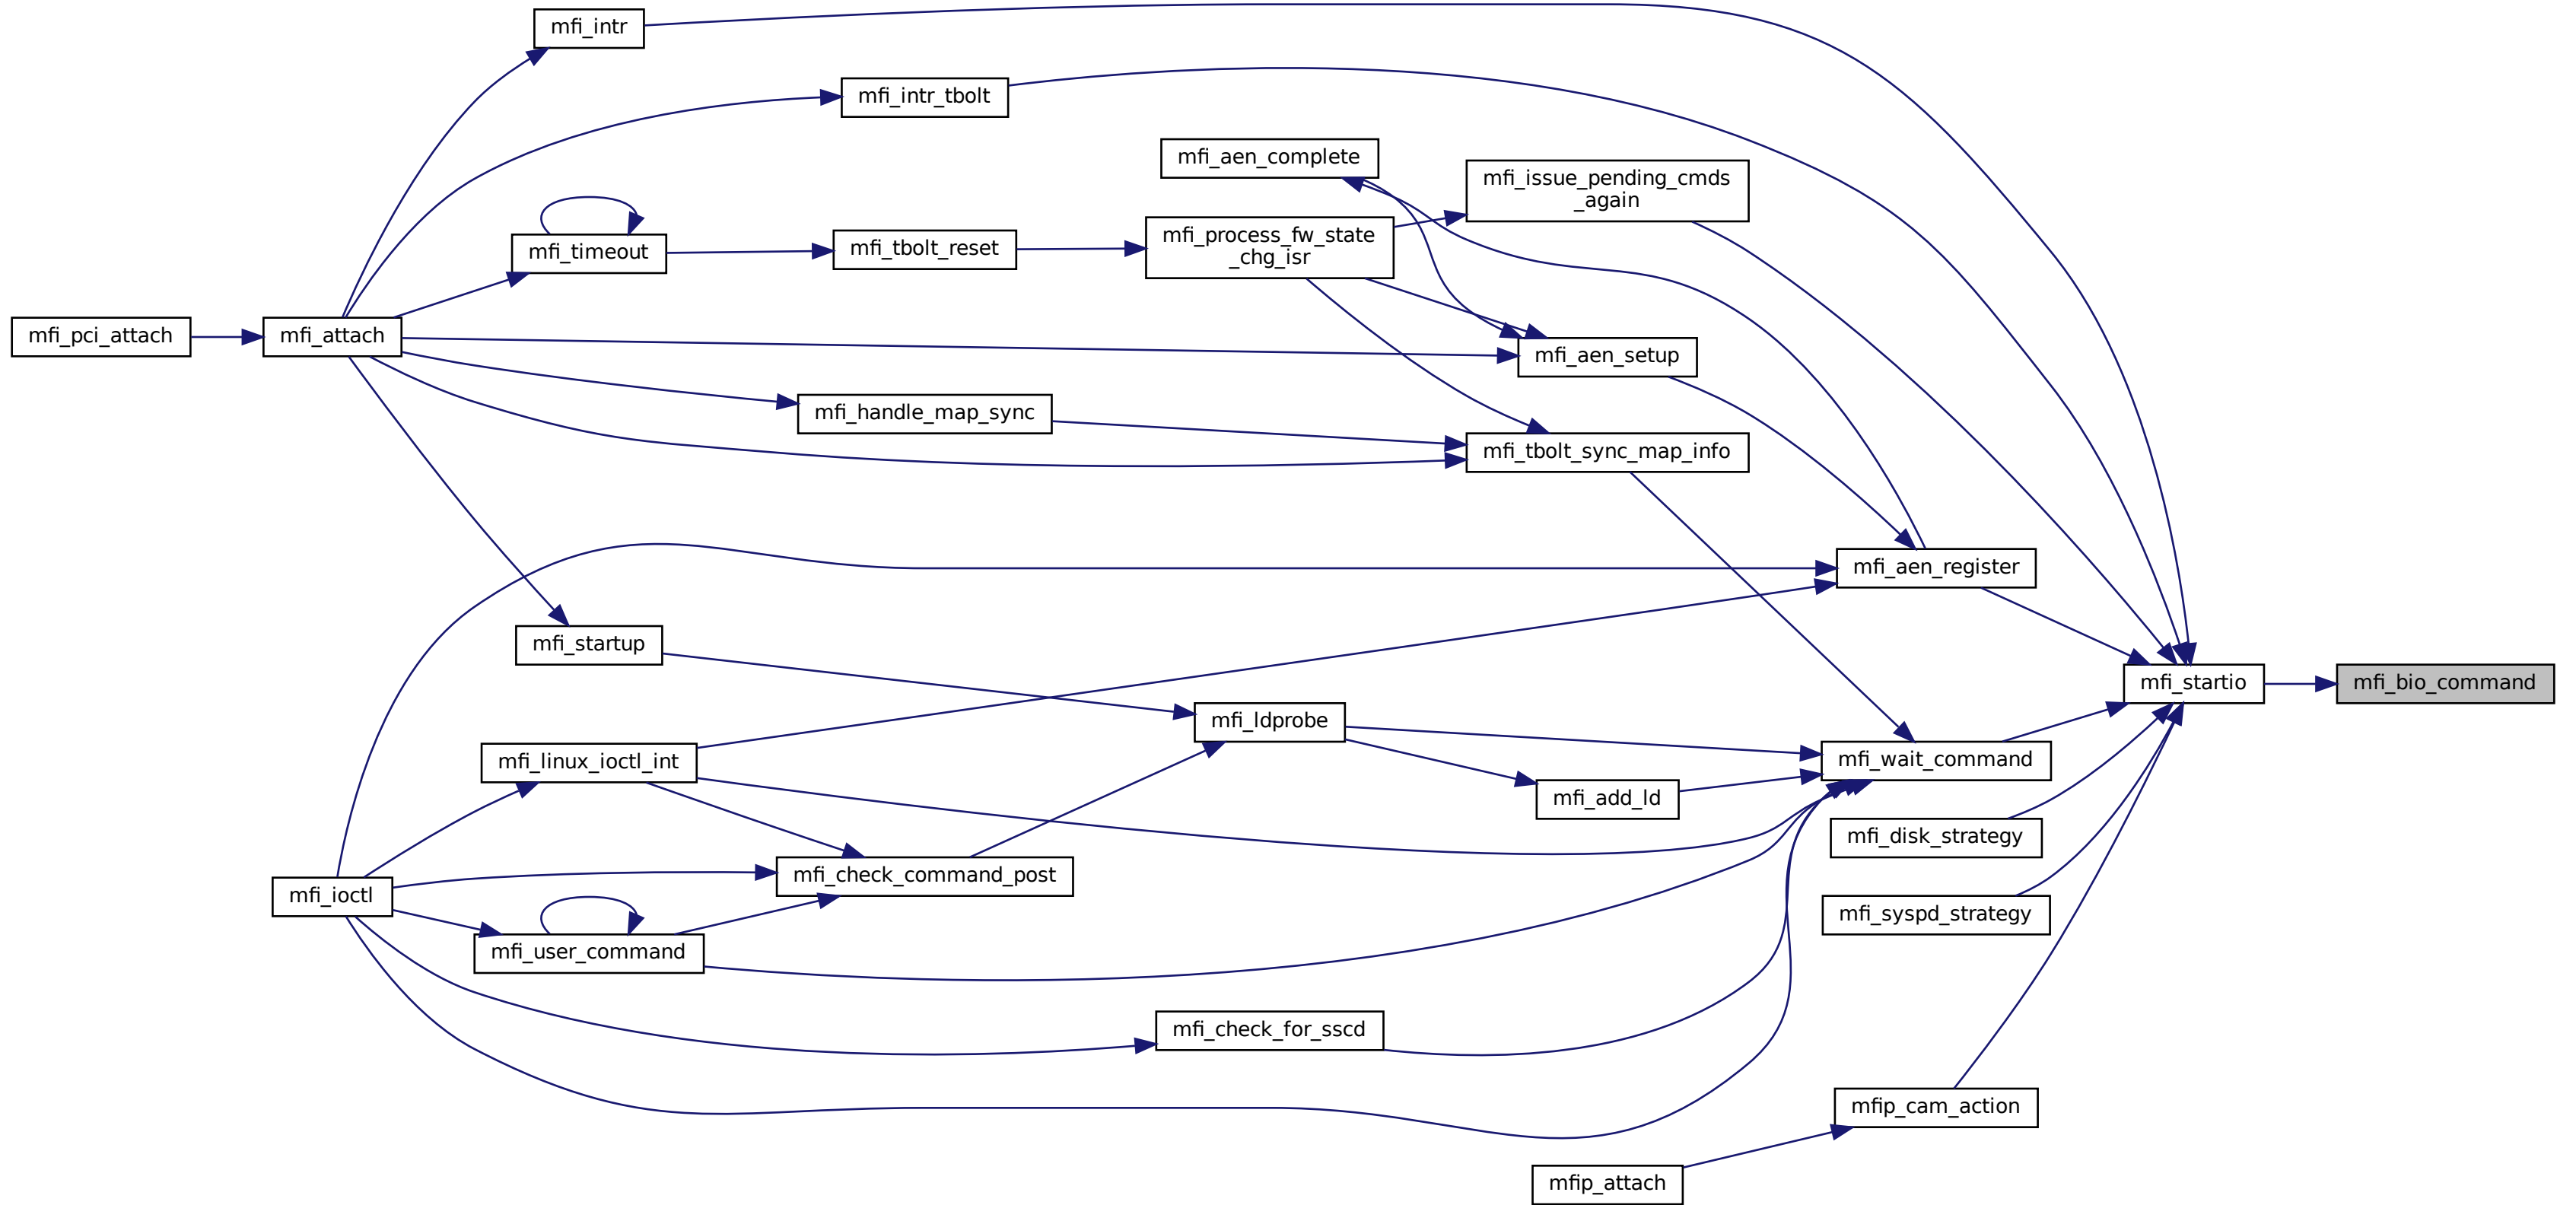 mfi_intr
mfi_intr_tbolt
mfi_aen_complete
mfi_issue_pending_cmds
_again
mfi_process_fw_state
_chg_isr
mfi_tbolt_reset
mfi_timeout
mfi_pci_attach
mfi_attach
mfi_aen_setup
mfi_handle_map_sync
mfi_tbolt_sync_map_info
mfi_aen_register
mfi_startup
mfi_startio
mfi_bio_command
mfi_ldprobe
mfi_linux_ioctl_int
mfi_wait_command
mfi_add_ld
mfi_disk_strategy
mfi_check_command_post
mfi_ioctl
mfi_syspd_strategy
mfi_user_command
mfi_check_for_sscd
mfip_cam_action
mfip_attach